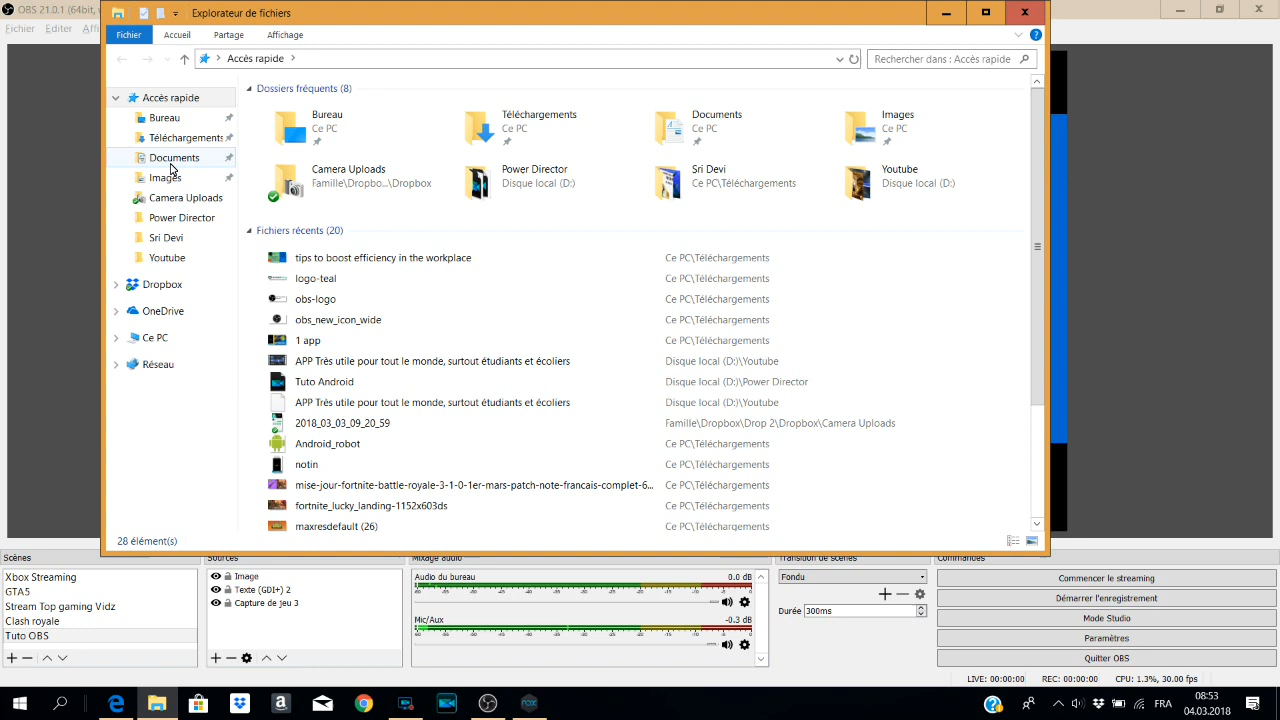 OBS 21.0.1 (64bit, w
Explorateur de fichiers
Fichier
Editer
Affi
Fichier
Accueil
Partage
Affichage
Accès rapide
Rechercher dans : Accès rapide
Accès rapide
Bureau
Téléchargements
Documents
Images
Camera Uploads
Power Director
Sri Devi
Youtube
Dropbox
OneDrive
Ce PC
Réseau
Dossiers fréquents (8)
Bureau
Ce PC
Téléchargements
Ce PC
Documents
Ce PC
Images
Ce PC
Camera Uploads
Famille\Dropbo...\Dropbox
Power Director
Disque local (D:)
Sri Devi
Ce PC\Téléchargements
Youtube
Disque local (D:)
Fichiers récents (20)
tips to boost efficiency in the workplace Ce PC\Téléchargements
logo-teal Ce PC\Téléchargements
obs-logo Ce PC\Téléchargements
obs_new_icon_wide Ce PC\Téléchargements
1 app Ce PC\Téléchargements
APP Très utile pour tout le monde, surtout étudiants et écoliers Disque local (D:)\Youtube
Tuto Android Disque local (D:)\Power Director
APP Très utile pour tout le monde, surtout étudiants et écoliers Disque local (D:)\Youtube
2018_03_03_09_20_59 Famille\Dropbox\Drop 2\Dropbox\Camera Uploads
Android_robot Ce PC\Téléchargements
notin Ce PC\Téléchargements
mise-jour-fortnite-battle-royale-3-1-0-1er-mars-patch-note-francais-complet-6... Ce PC\Téléchargements
fortnite_lucky_landing-1152x603ds Ce PC\Téléchargements
maxresdefault (26) Ce PC\Téléchargements
28 élément(s)
Scènes
Xbox Streaming
GTA5
Stream Top gaming Vidz
Clash royale
Tuto OBS
Sources
Image
Texte (GDI+) 2
Capture de jeu 3
Mixage audio
Audio du bureau 0.0 dB
Mic/Aux -0.3 dB
Transition de scènes
Fondu
Durée 300ms
Commandes
Commencer le streaming
Démarrer l'enregistrement
Mode Studio
Paramètres
Quitter OBS
LIVE: 00:00:00 REC: 00:00:00 CPU: 1.3%, 30.00 fps
FRA
08:53
04.03.2018